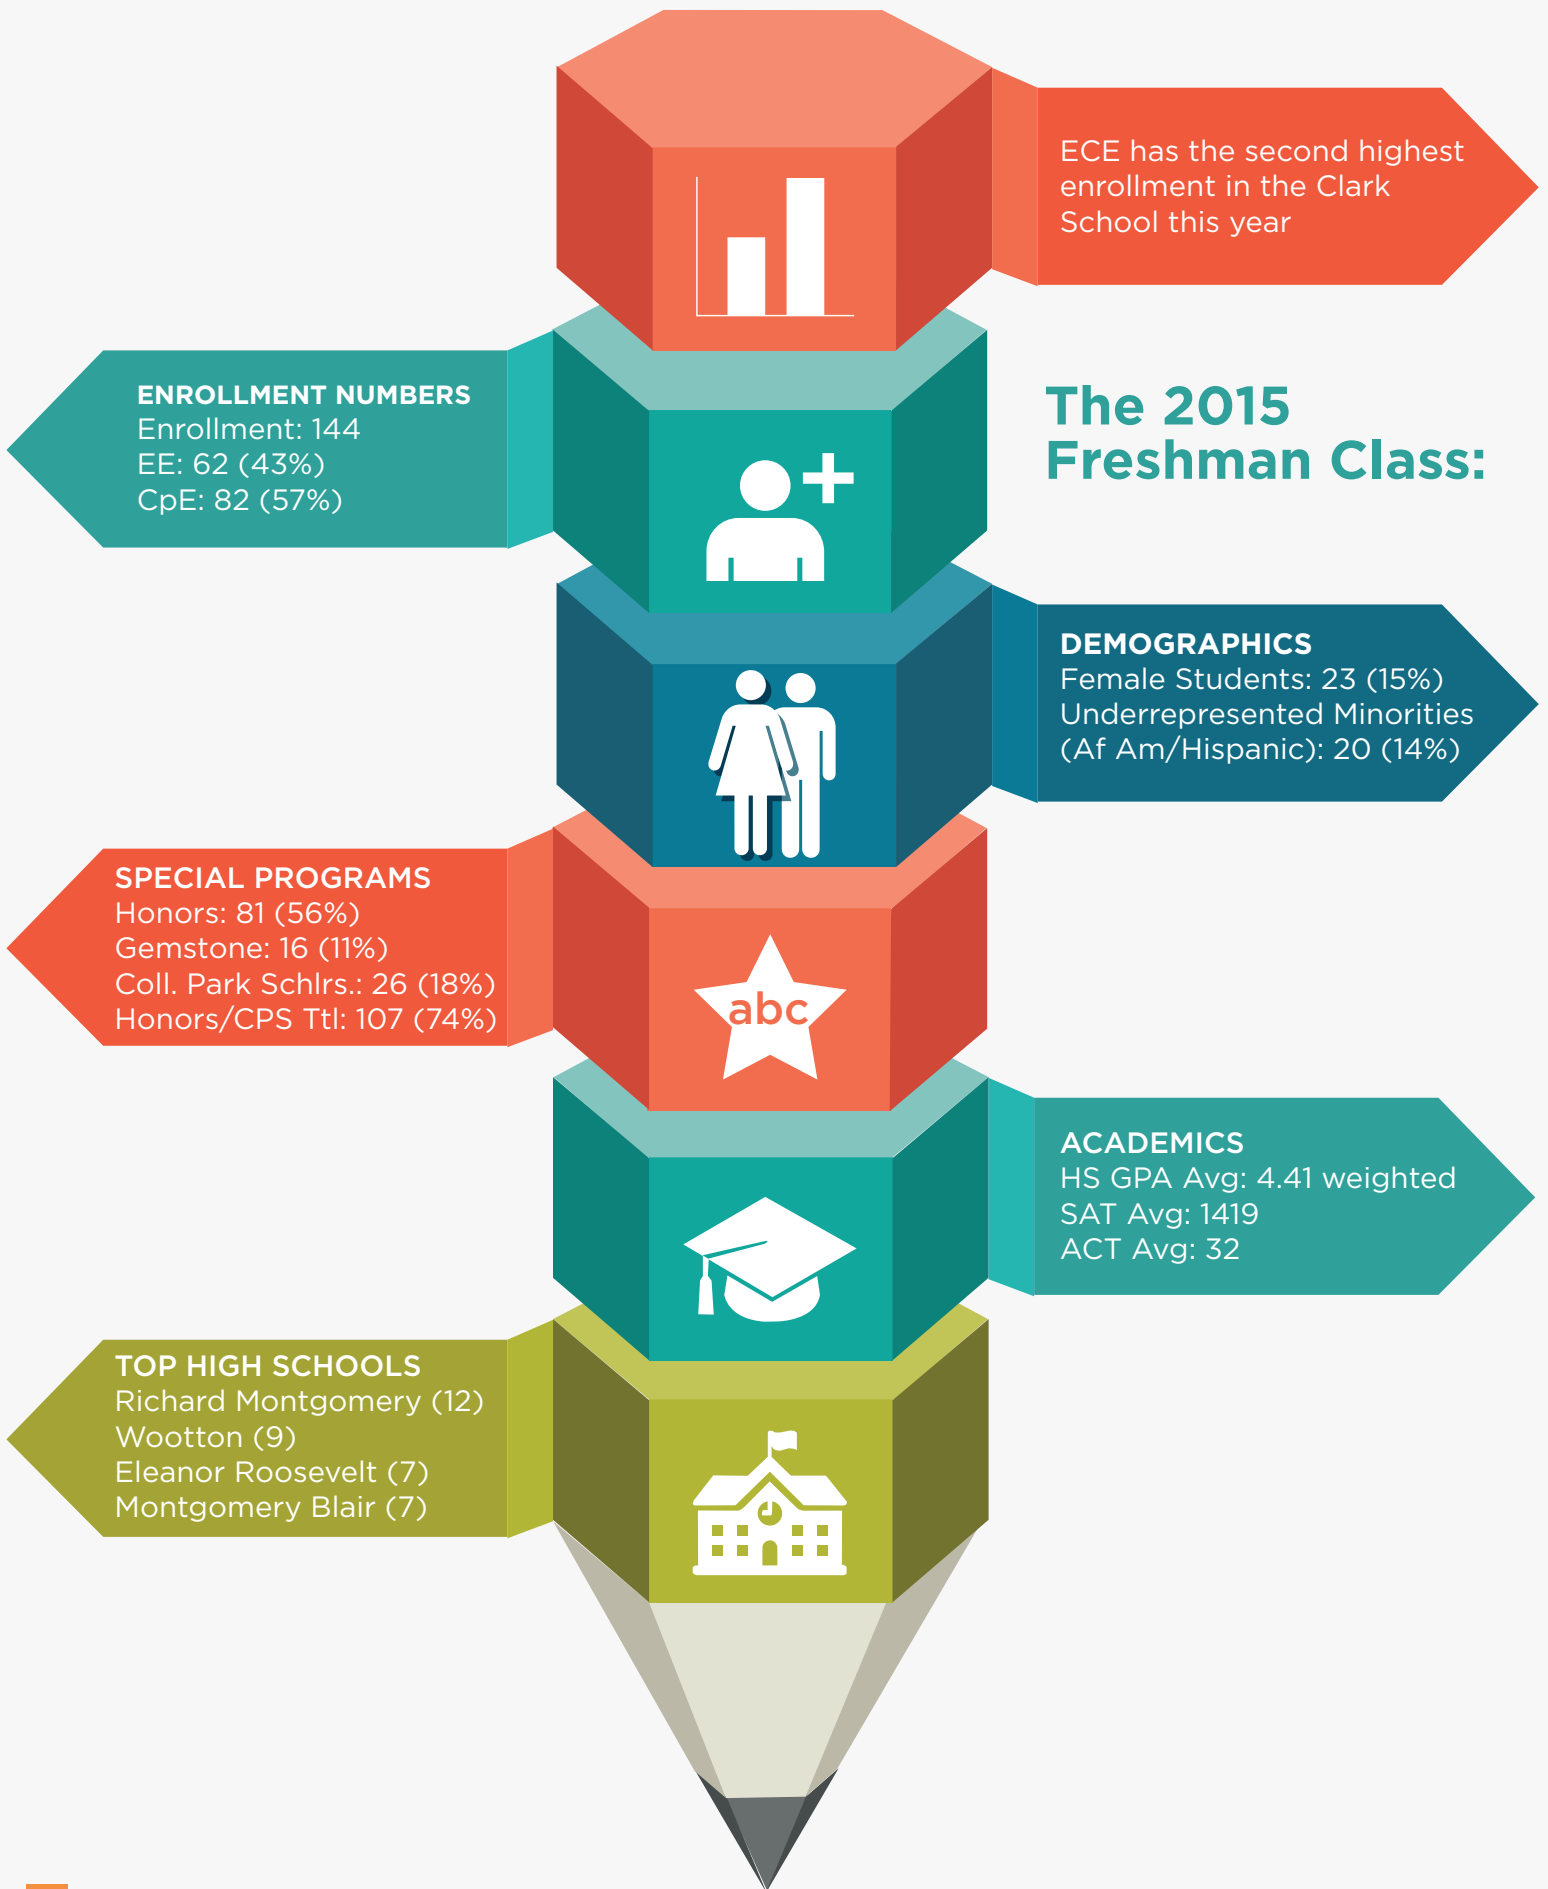 ECE has the second highest
enrollment in the Clark
School this year
The 2015
Freshman Class:
ENROLLMENT NUMBERS
Enrollment: 144
EE: 62 (43%)
CpE: 82 (57%)
DEMOGRAPHICS
Female Students: 23 (15%)
Underrepresented Minorities
(Af Am/Hispanic): 20 (14%)
SPECIAL PROGRAMS
Honors: 81 (56%)
Gemstone: 16 (11%)
Coll. Park Schlrs.: 26 (18%)
Honors/CPS Ttl: 107 (74%)
abc
ACADEMICS
HS GPA Avg: 4.41 weighted
SAT Avg: 1419
ACT Avg: 32
TOP HIGH SCHOOLS
Richard Montgomery (12)
Wootton (9)
Eleanor Roosevelt (7)
Montgomery Blair (7)